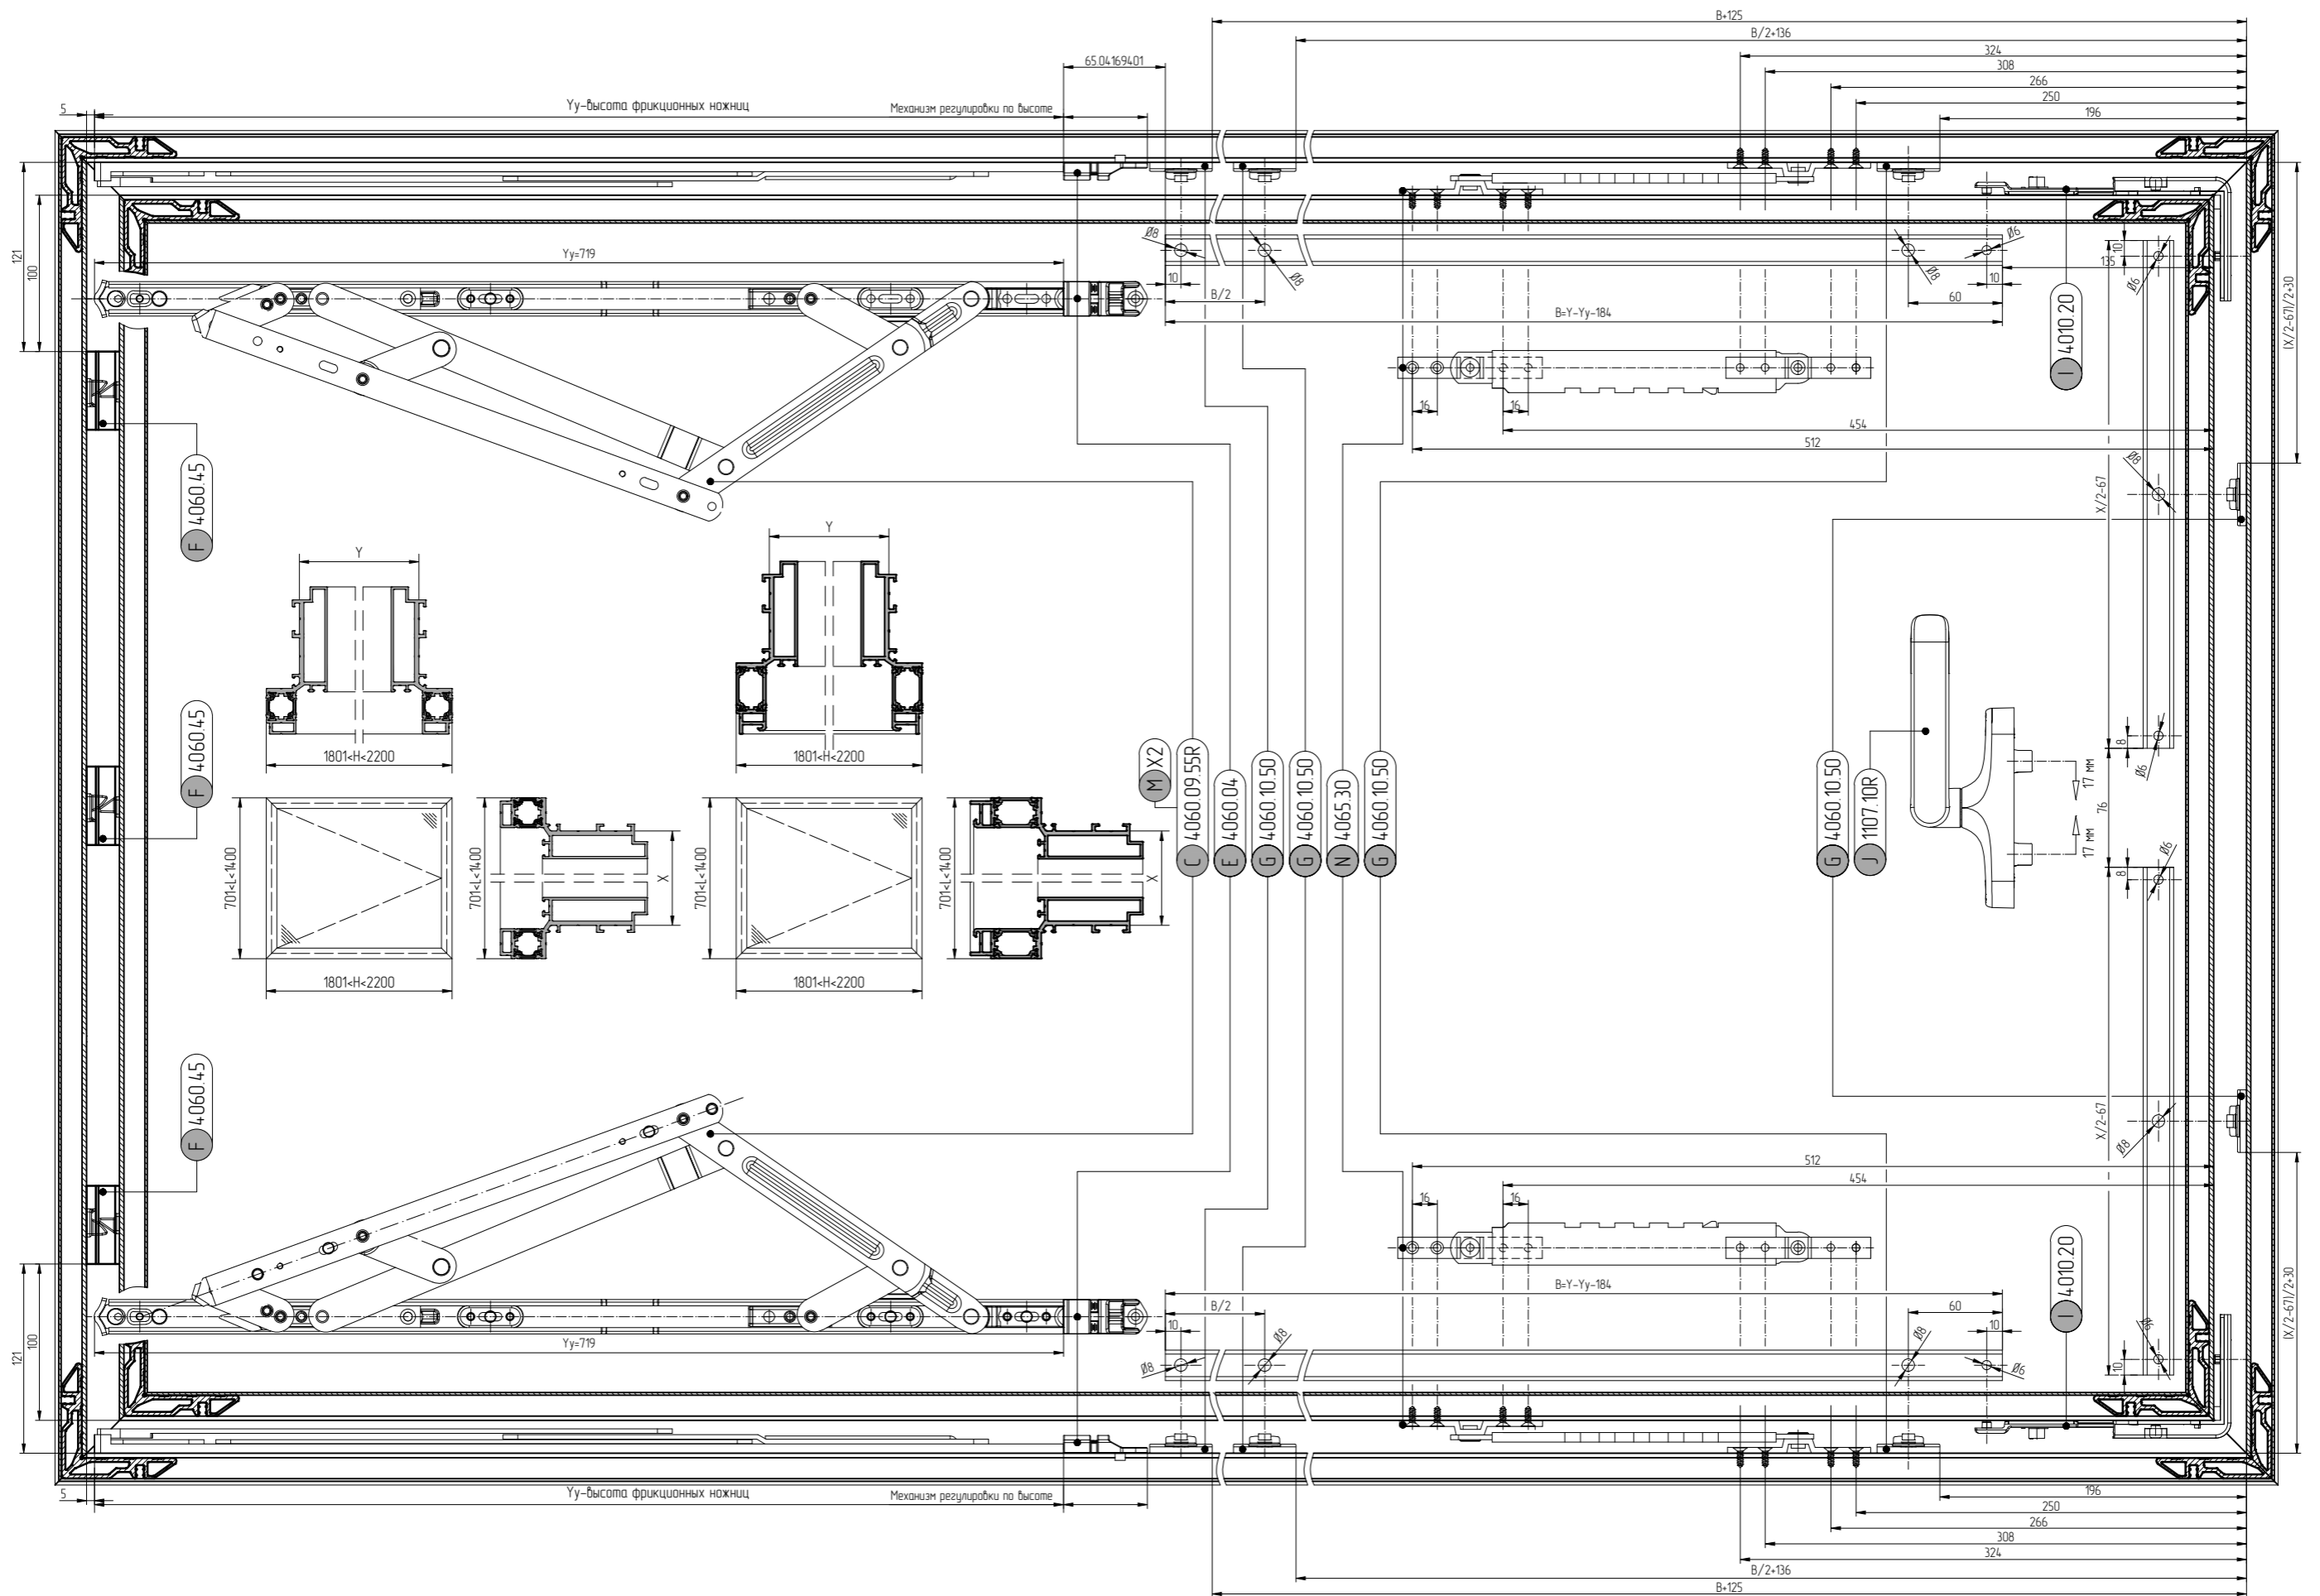 B+125
B/2+136
324
308
266
250
196
65.04169401
5
Yу-высота фрикционных ножниц
Механизм регулировки по высоте
121
100
Yy=719
Ø8
Ø8
Ø8
Ø6
10
B/2
10
60
B=Y-Yy-184
135
10
Ø6
(X/2-67)/2+30
I 4010.20
16
16
454
512
F 4060.45
Y
Y
1801<H<2200
1801<H<2200
X/2-67
Ø8
8
Ø6
F 4060.45
M X2
C 4060.09.55R
E 4060.04
G 4060.10.50
G 4060.10.50
N 4065.30
G 4060.10.50
G 4060.10.50
J 1107.10R
17 мм
17 мм
76
701<L<1400
701<L<1400
X
701<L<1400
701<L<1400
X
1801<H<2200
1801<H<2200
8
Ø6
F 4060.45
X/2-67
Ø8
512
454
16
16
I 4010.20
(X/2-67)/2+30
B=Y-Yy-184
B/2
60
10
10
Ø8
Ø8
Ø8
Ø6
Ø6
10
121
100
Yy=719
5
Yу-высота фрикционных ножниц
Механизм регулировки по высоте
196
250
266
308
324
B/2+136
B+125